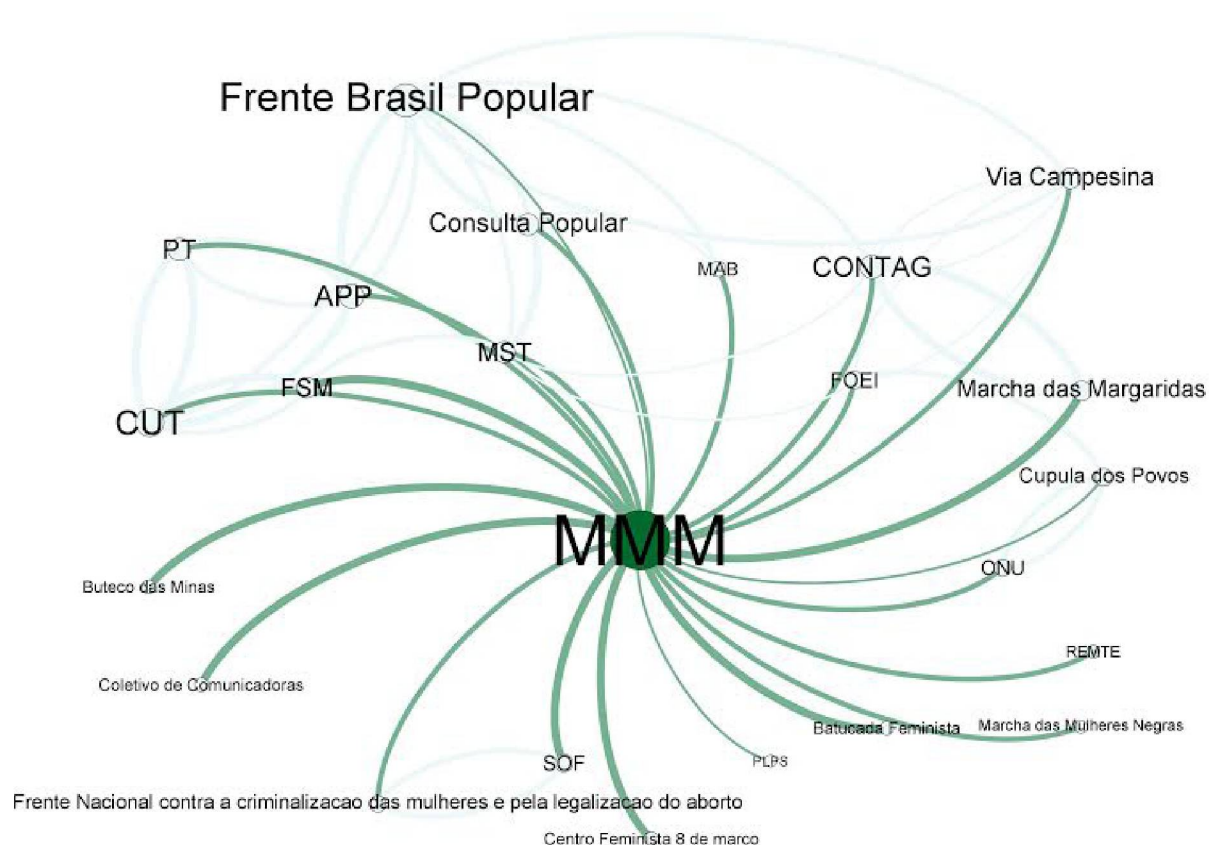 Frente Brasil Popular
Via Campesina
Consulta Popular
PT
MAB
CONTAG
APP
MST
FOEI
FSM
Marcha das Margaridas
CUT
Cupula dos Povos
MMM
ONU
Buteco das Minas
REMTE
Coletivo de Comunicadoras
Batucada Feminista
Marcha das Mulheres Negras
SOF
PLPS
Frente Nacional contra a criminalizacao das mulheres e pela legalizacao do aborto
Centro Feminista 8 de marco